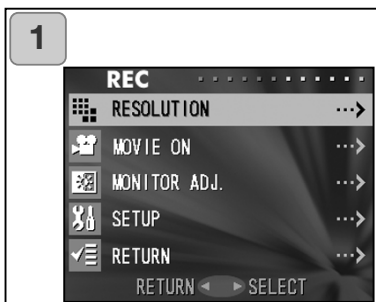 1
REC
RESOLUTION
MOVIE ON
MONITOR ADJ.
SETUP
RETURN
RETURN SELECT